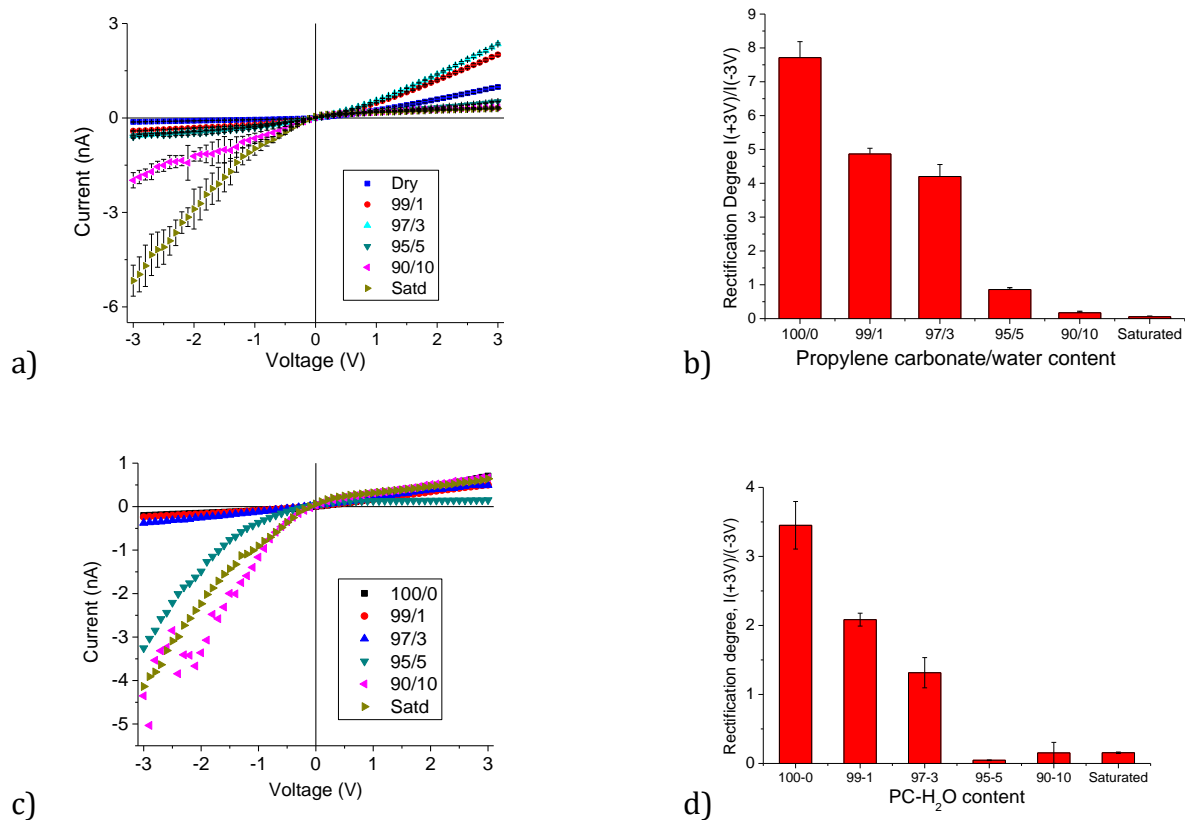 3
0
-3
-6
Current (nA)
-3 -2 -1 0 1 2 3
Voltage (V)
Dry
99/1
97/3
95/5
90/10
Satd
a)
9
8
7
6
5
4
3
2
1
0
Rectification Degree I(+3V)/I(-3V)
100/0 99/1 97/3 95/5 90/10 Saturated
Propylene carbonate/water content
b)
1
0
-1
-2
-3
-4
-5
Current (nA)
-3 -2 -1 0 1 2 3
Voltage (V)
100/0
99/1
97/3
95/5
90/10
Satd
c)
4
3
2
1
0
Rectification degree, I(+3V)/(-3V)
100-0 99-1 97-3 95-5 90-10 Saturated
PC-H₂O content
d)